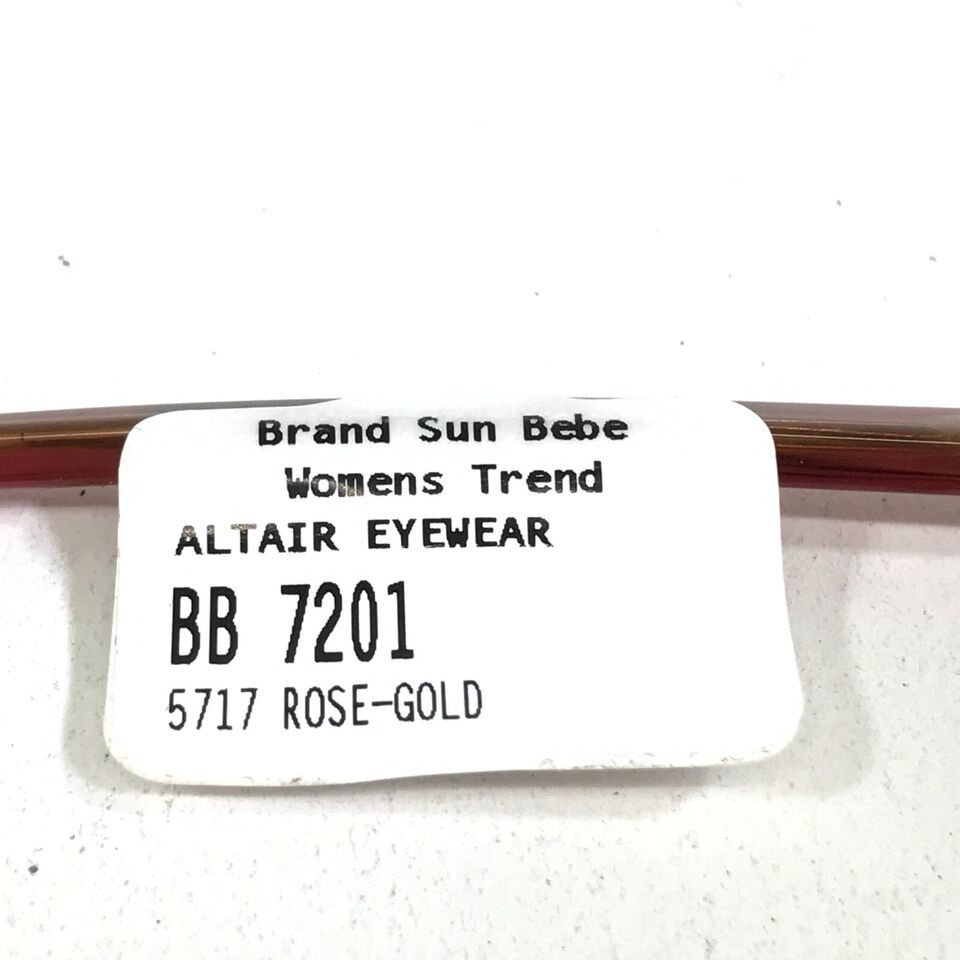 Brand Sun Bebe
Womens Trend
ALTAIR EYEWEAR
BB 7201
5717 ROSE-GOLD